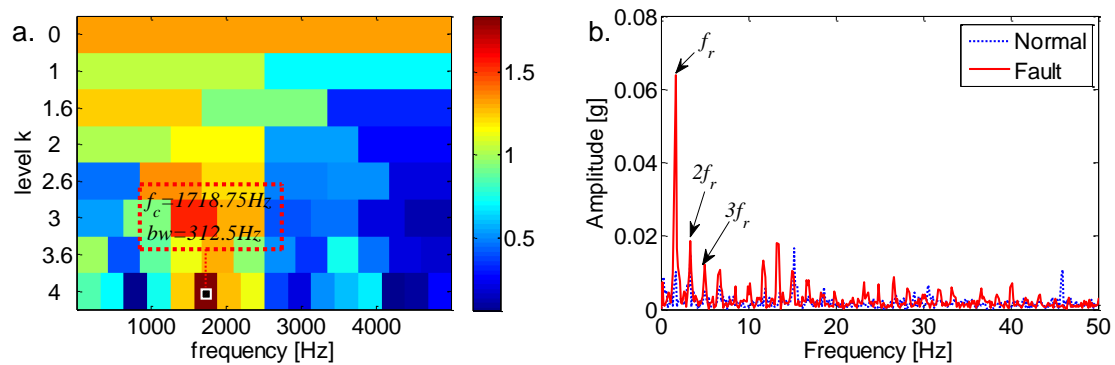 a.
0
1
1.6
2
2.6
3
3.6
4
level k
f_c=1718.75Hz
bw=312.5Hz
1000 2000 3000 4000
frequency [Hz]
1.5
1
0.5
b.
0.08
0.06
0.04
0.02
0
Amplitude [g]
f_r
2f_r
3f_r
Normal
Fault
0 10 20 30 40 50
Frequency [Hz]